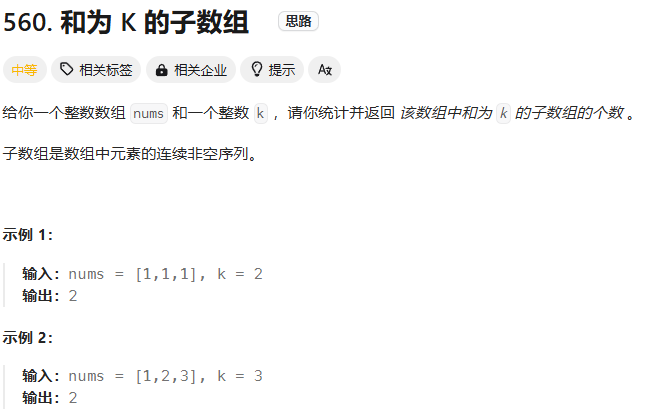 560. 和为 K 的子数组 思路
中等 相关标签 相关企业 提示 Aя
给你一个整数数组 nums 和一个整数 k ，请你统计并返回 该数组中和为 k 的子数组的个数 。
子数组是数组中元素的连续非空序列。
示例 1：
输入：nums = [1,1,1], k = 2
输出：2
示例 2：
输入：nums = [1,2,3], k = 3
输出：2